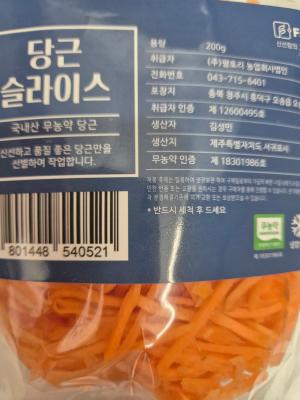 당근
슬라이스
국내산 무농약 당근
신선하고 품질 좋은 당근만을
선별하여 작업합니다.
801448 540521
용량 200g
취급자 (주)팜토리 농업회사법인
전화번호 043-715-6401
포장지 충북 청주시 흥덕구 오송읍
취급자 인증 제 12600495호
생산자 김성민
생산지 제주특별자치도 서귀포시
무농약 인증 제 18301986호
• 반드시 세척 후 드세요
무농약